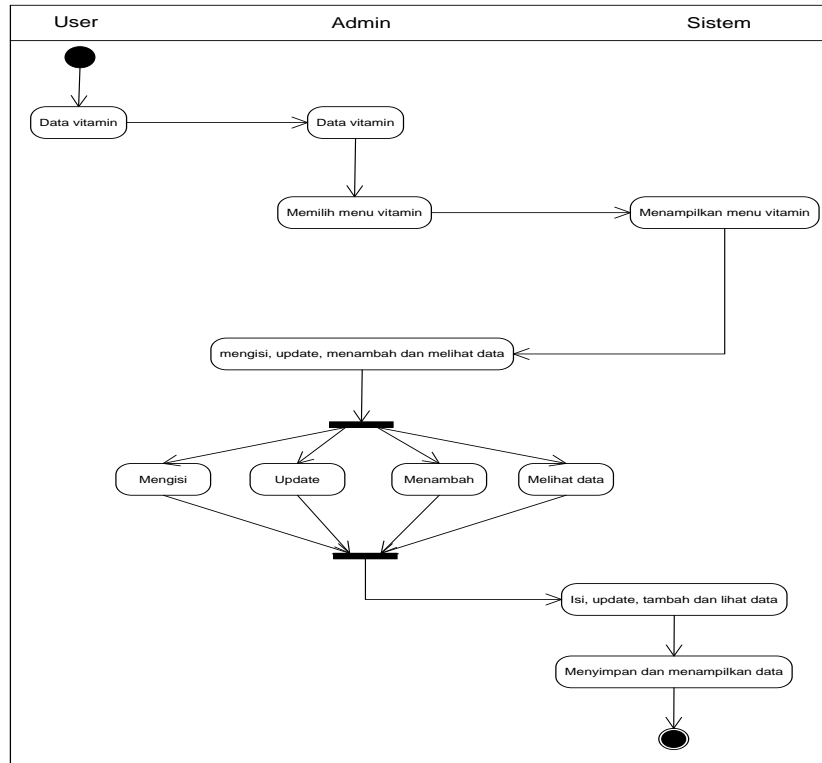 User
Admin
Sistem
Data vitamin
Data vitamin
Memilih menu vitamin
Menampilkan menu vitamin
mengisi, update, menambah dan melihat data
Mengisi
Update
Menambah
Melihat data
Isi, update, tambah dan lihat data
Menyimpan dan menampilkan data